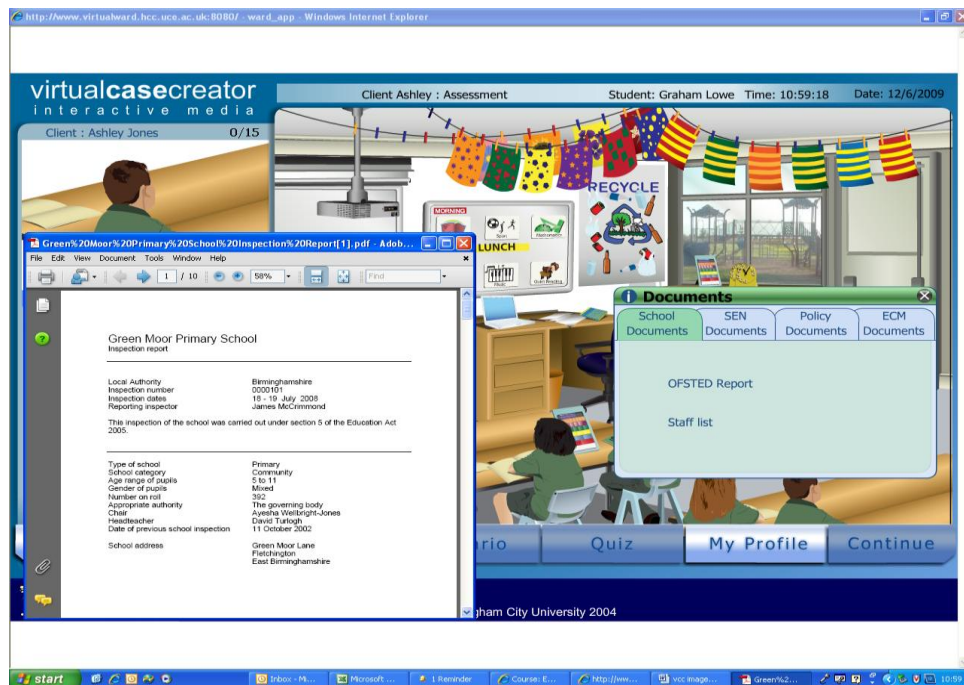 http://www.virtualward.hcc.uce.ac.uk:8080/ - ward_app - Windows Internet Explorer
virtualcasecreator
interactive media
Client Ashley : Assessment
Student: Graham Lowe Time: 10:59:18 Date: 12/6/2009
Client : Ashley Jones 0/15
RECYCLE
MORNING
LUNCH
Green%20Moor%20Primary%20School%20Inspection%20Report[1].pdf - Adob...
File Edit View Document Tools Window Help
1 / 10 58% Find
Green Moor Primary School
Inspection report
Local Authority Birminghamshire
Inspection number 0000101
Inspection dates 18 - 19 July 2008
Reporting inspector James McCrimmond
This inspection of the school was carried out under section 5 of the Education Act
2005.
Type of school Primary
School category Community
Age range of pupils 5 to 11
Gender of pupils Mixed
Number on roll 392
Appropriate authority The governing body
Chair Ayesha Wellbright-Jones
Headteacher David Turlogh
Date of previous school inspection 11 October 2002
School address Green Moor Lane
Fletchington
East Birminghamshire
Documents
School Documents
SEN Documents
Policy Documents
ECM Documents
OFSTED Report
Staff list
rio Quiz My Profile Continue
gham City University 2004
start Inbox - Mi... Microsoft ... 1 Reminder Course: E... http://ww... vcc image... Green%2... 10:59